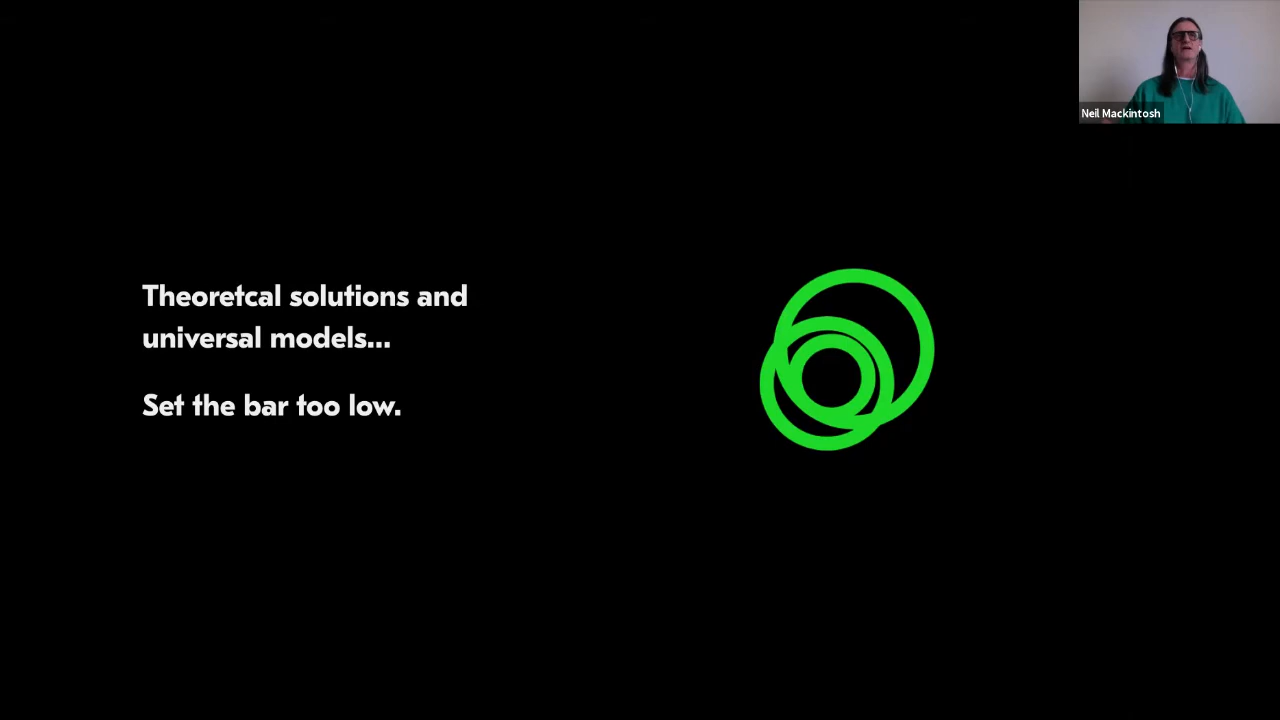 Neil Mackintosh
Theoretcal solutions and
universal models...
Set the bar too low.